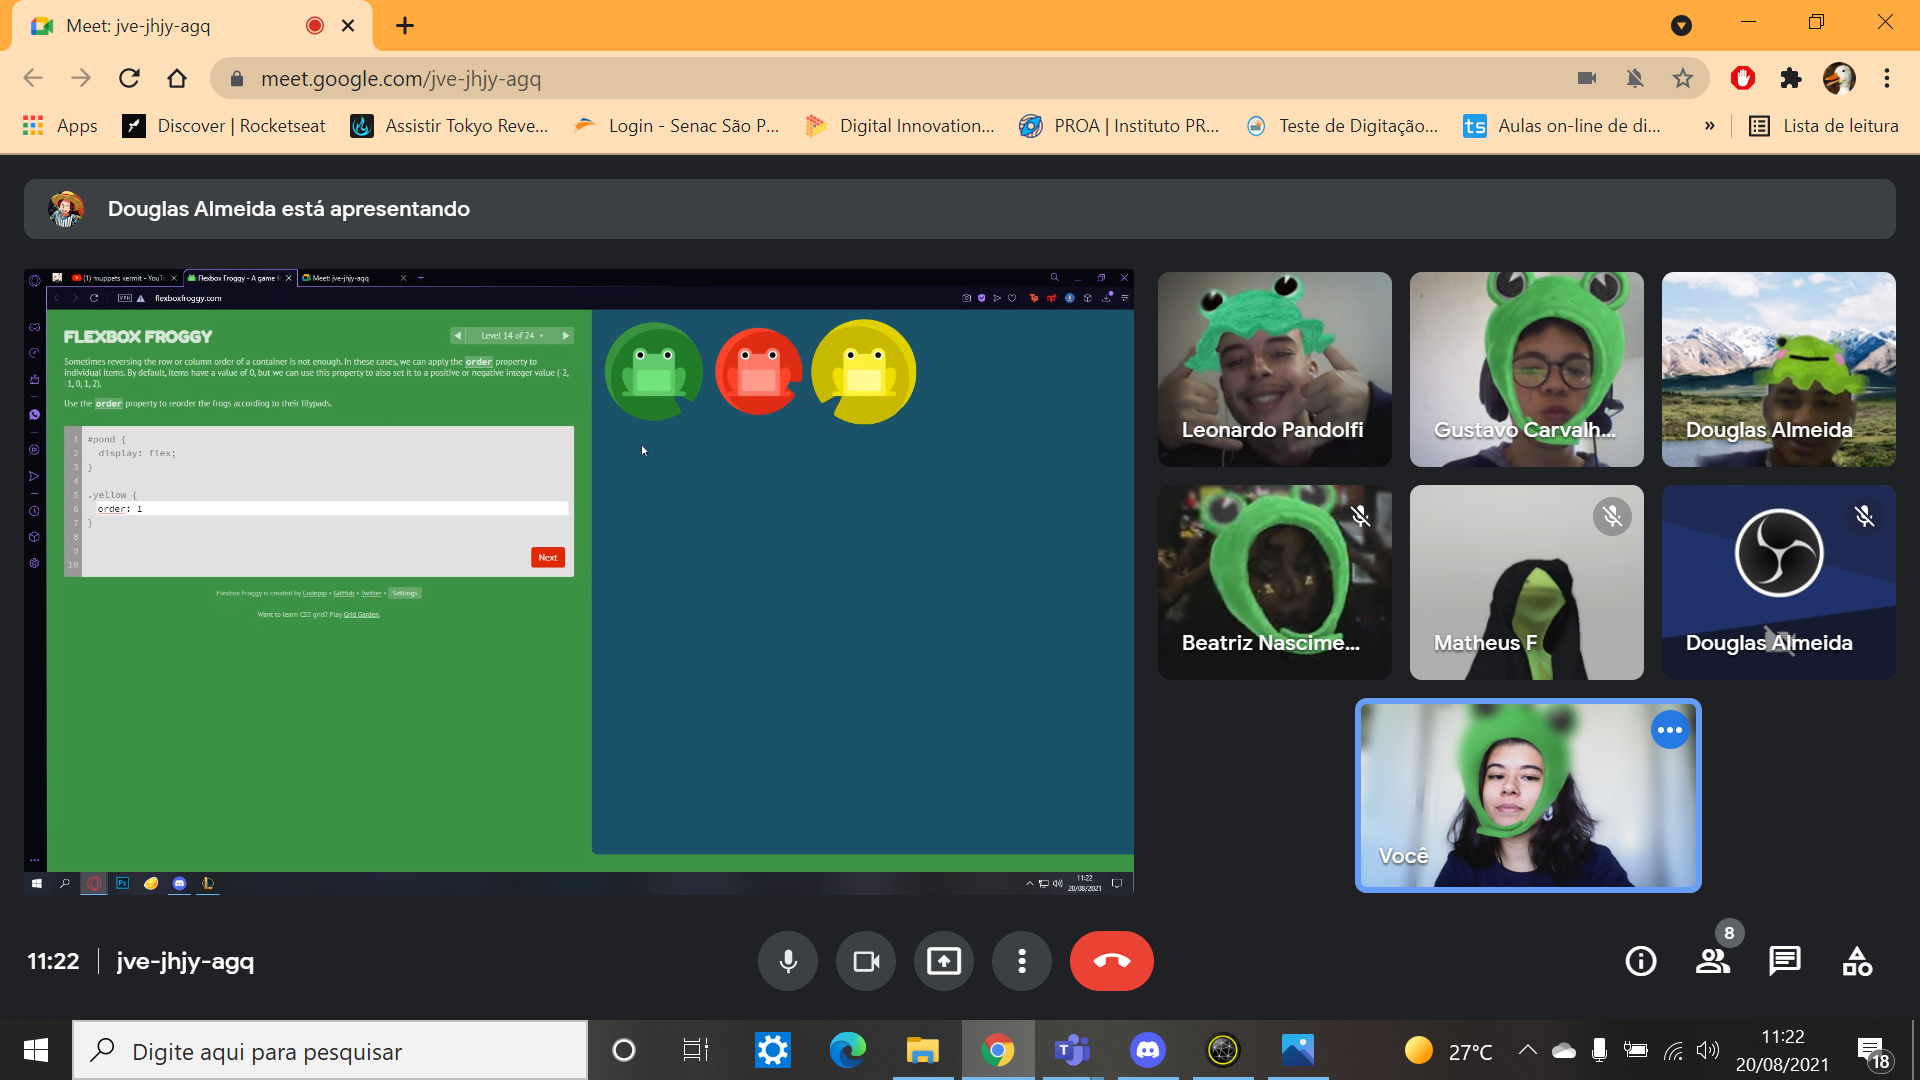 Meet: jve-jhjy-agq
meet.google.com/jve-jhjy-agq
Apps
Discover | Rocketseat
Assistir Tokyo Reve...
Login - Senac São P...
Digital Innovation...
PROA | Instituto PR...
Teste de Digitação...
ts
Aulas on-line de di...
»
Lista de leitura
Douglas Almeida está apresentando
(1) muppets kermit - YouTu
Flexbox Froggy - A game f
Meet: jve-jhjy-agq
VPN
flexboxfroggy.com
FLEXBOX FROGGY
Level 14 of 24
Sometimes reversing the row or column order of a container is not enough. In these cases, we can apply the order property to
individual items. By default, items have a value of 0, but we can use this property to also set it to a positive or negative integer value (-2,
-1, 0, 1, 2).
Use the order property to reorder the frogs according to their lilypads.
1 #pond {
2 display: flex;
3 }
4
5 .yellow {
6 order: 1
7 }
8
9
10
Next
Flexbox Froggy is created by Codepip • GitHub • Twitter • Settings
Want to learn CSS grid? Play Grid Garden.
Ps
11:22
20/08/2021
Leonardo Pandolfi
Gustavo Carvalh...
Douglas Almeida
Beatriz Nascime...
Matheus F
Douglas Almeida
Você
11:22
jve-jhjy-agq
8
Digite aqui para pesquisar
27°C
11:22
20/08/2021
18